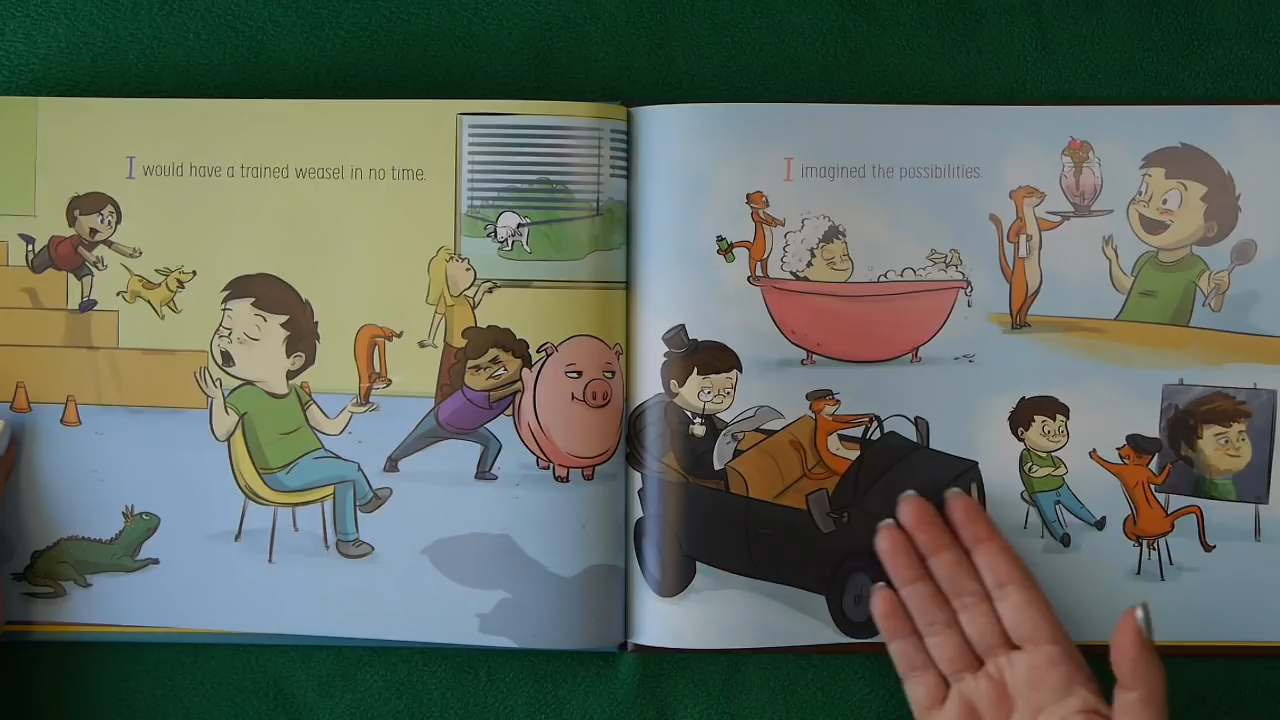 I would have a trained weasel in no time.
I imagined the possibilities.